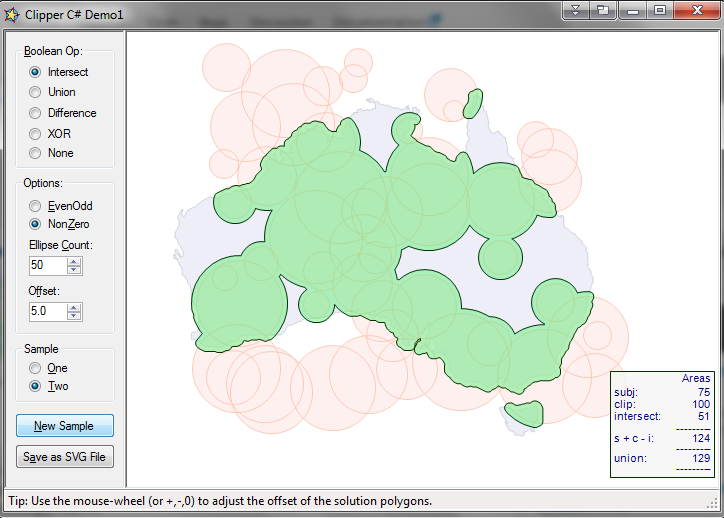 Clipper C# Demo1
Boolean Op:
Intersect
Union
Difference
XOR
None
Options:
EvenOdd
NonZero
Ellipse Count:
50
Offset:
5.0
Sample
One
Two
New Sample
Save as SVG File
Areas
subj: 75
clip: 100
intersect: 51
---------
s + c - i: 124
---------
union: 129
---------
Tip: Use the mouse-wheel (or +,-,0) to adjust the offset of the solution polygons.